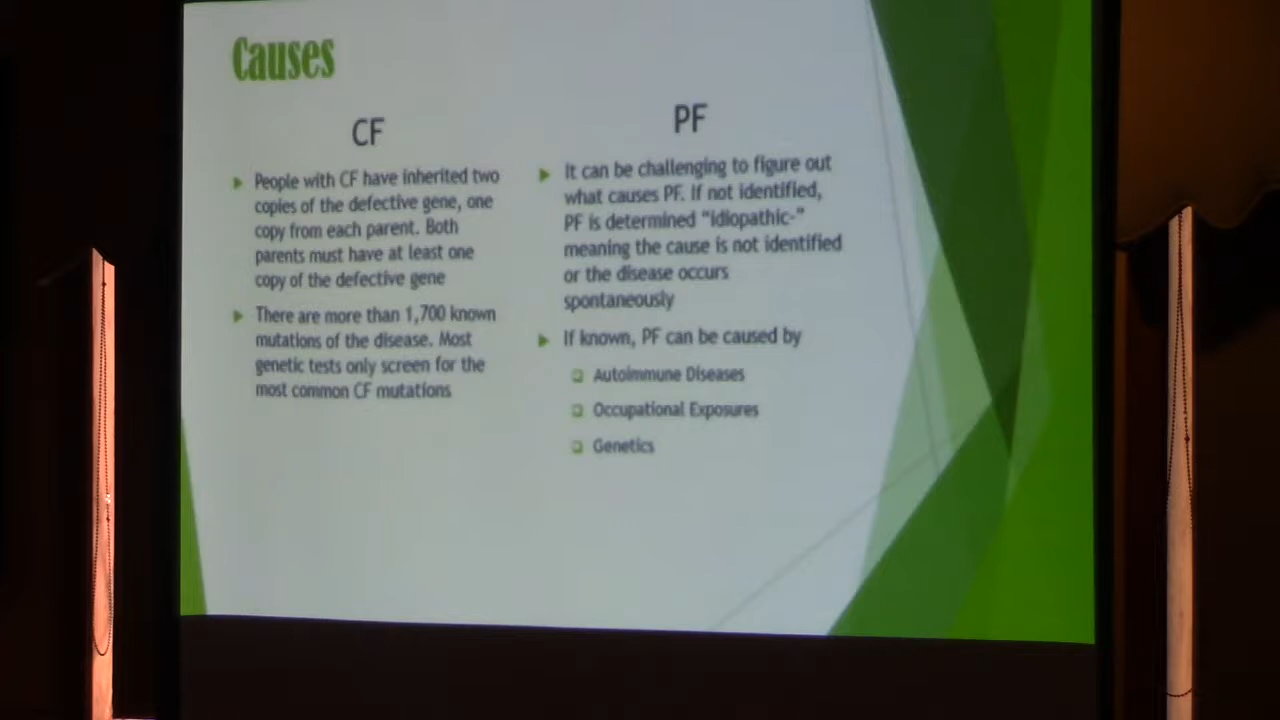 Causes
CF
People with CF have inherited two
copies of the defective gene, one
copy from each parent. Both
parents must have at least one
copy of the defective gene
There are more than 1,700 known
mutations of the disease. Most
genetic tests only screen for the
most common CF mutations
PF
It can be challenging to figure out
what causes PF. If not identified,
PF is determined "idiopathic-"
meaning the cause is not identified
or the disease occurs
spontaneously
If known, PF can be caused by
Autoimmune Diseases
Occupational Exposures
Genetics